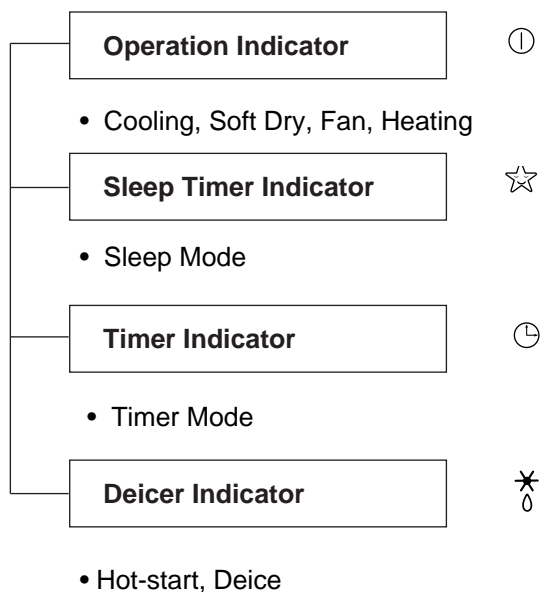 Operation Indicator
• Cooling, Soft Dry, Fan, Heating
Sleep Timer Indicator
• Sleep Mode
Timer Indicator
• Timer Mode
Deicer Indicator
• Hot-start, Deice